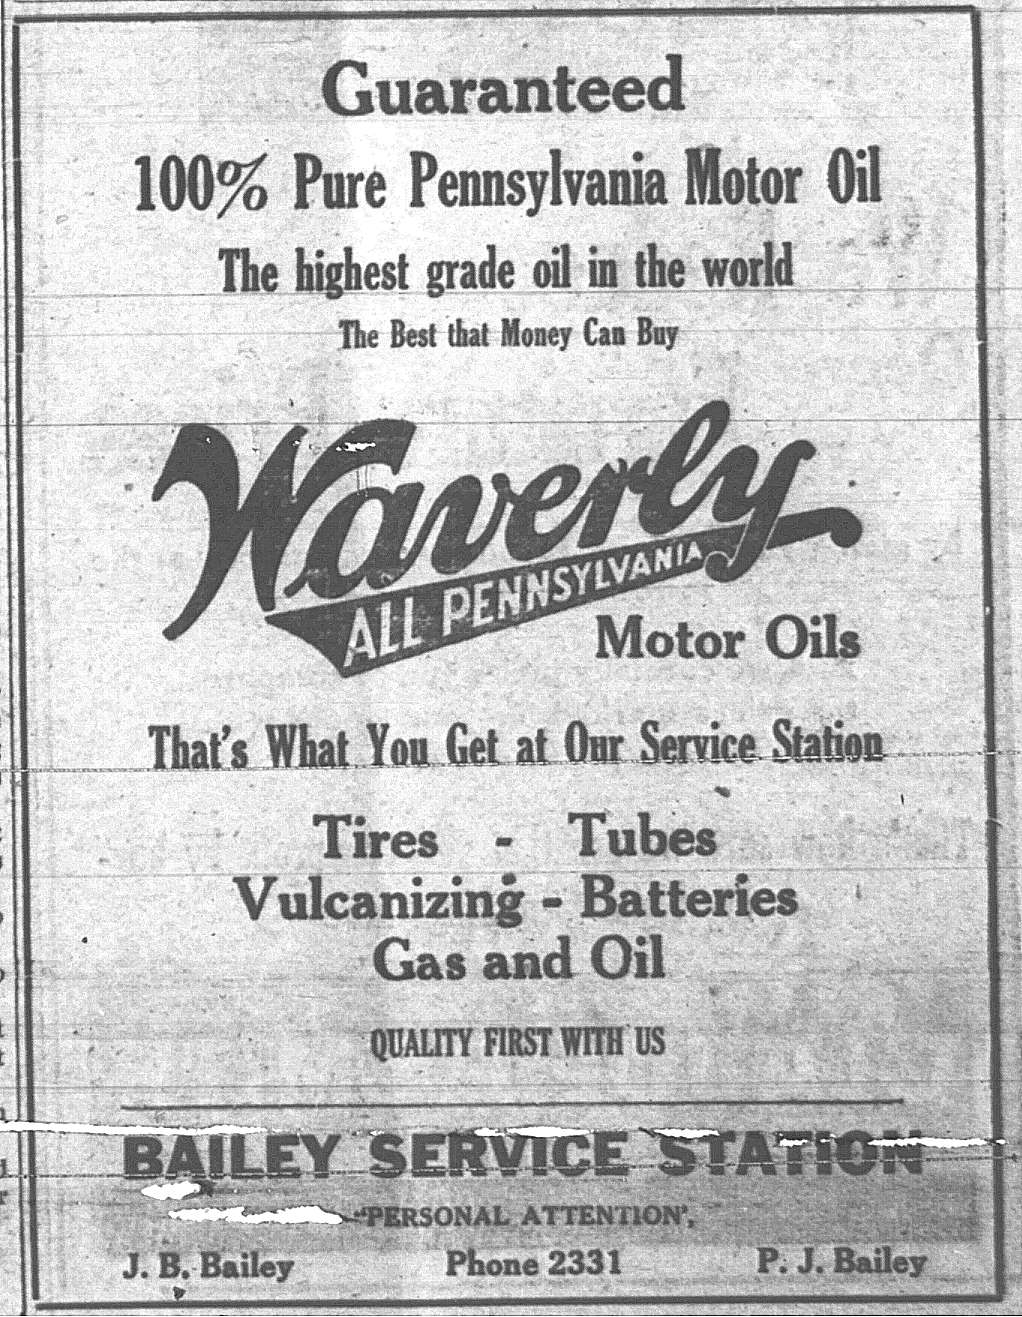 Guaranteed
100% Pure Pennsylvania Motor Oil
The highest grade oil in the world
The Best that Money Can Buy
Waverly
ALL PENNSYLVANIA
Motor Oils
That's What You Get at Our Service Station
Tires - Tubes
Vulcanizing - Batteries
Gas and Oil
QUALITY FIRST WITH US
BAILEY SERVICE STATION
"PERSONAL ATTENTION",
J. B. Bailey Phone 2331 P. J. Bailey